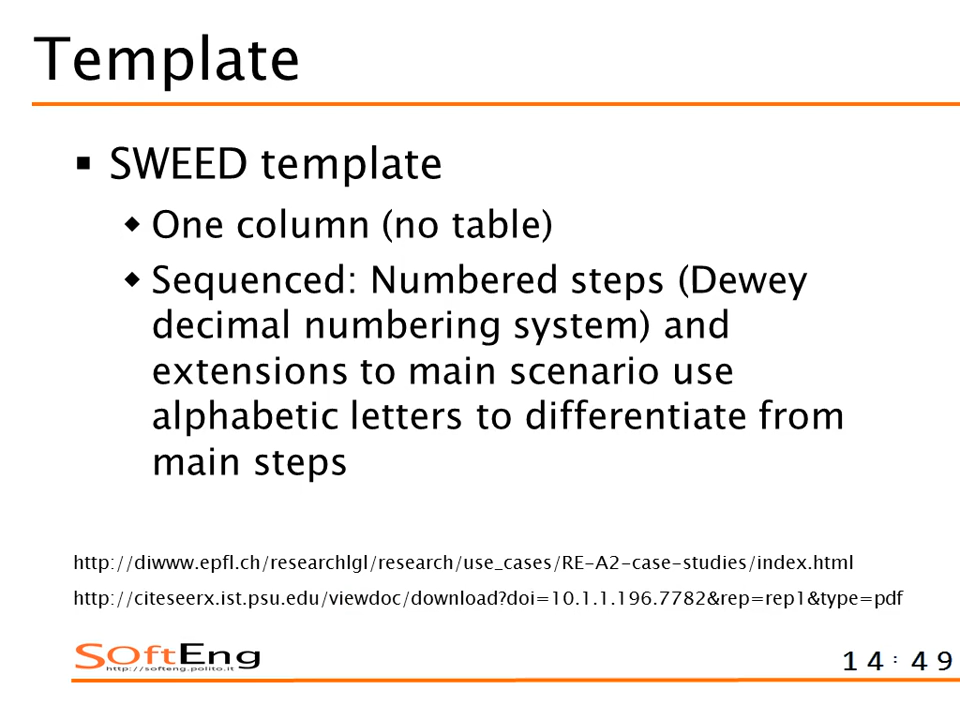 Template
▪ SWEED template
◆ One column (no table)
◆ Sequenced: Numbered steps (Dewey
decimal numbering system) and
extensions to main scenario use
alphabetic letters to differentiate from
main steps
http://diwww.epfl.ch/researchlgl/research/use_cases/RE-A2-case-studies/index.html
http://citeseerx.ist.psu.edu/viewdoc/download?doi=10.1.1.196.7782&rep=rep1&type=pdf
SOftEng
http://softeng.polito.it
14:49